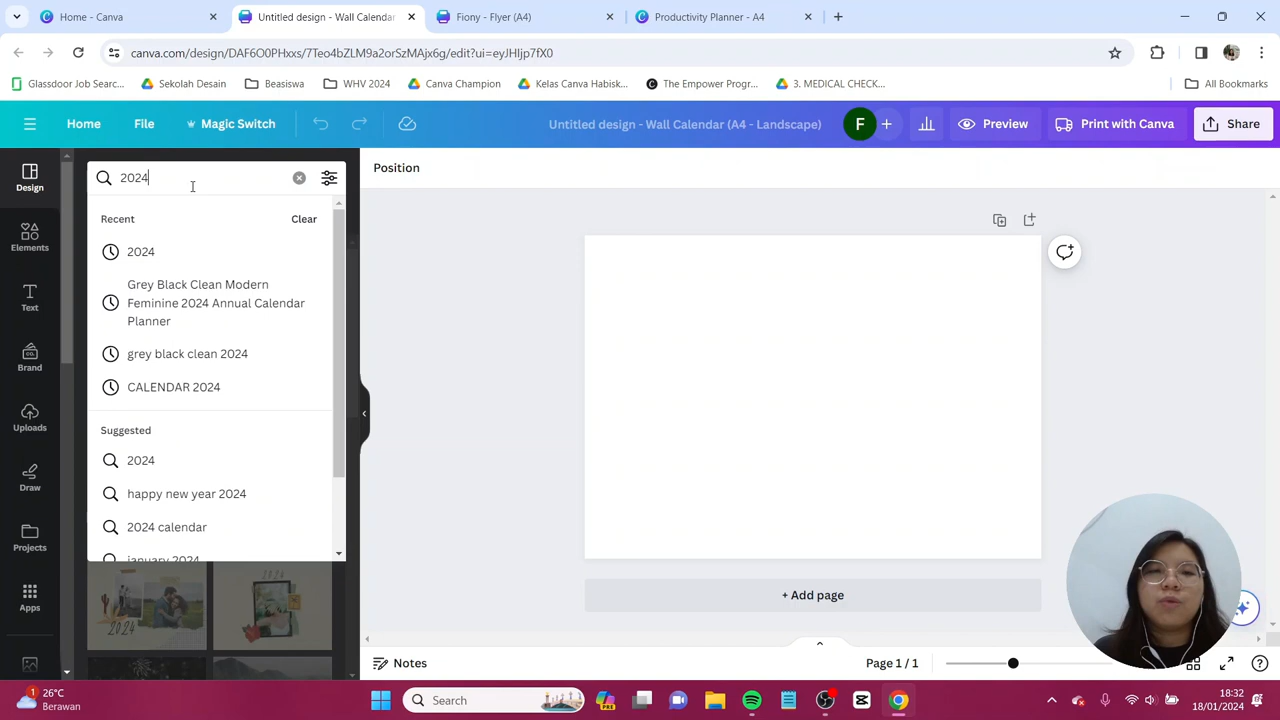 Home - Canva
Untitled design - Wall Calendar
Fiony - Flyer (A4)
Productivity Planner - A4
canva.com/design/DAF6O0PHxxs/7Teo4bZLM9a2orSzMAjx6g/edit?ui=eyJHIjp7fX0
Glassdoor Job Searc...
Sekolah Desain
Beasiswa
WHV 2024
Canva Champion
Kelas Canva Habisk...
The Empower Progr...
3. MEDICAL CHECK...
All Bookmarks
Home
File
Magic Switch
Untitled design - Wall Calendar (A4 - Landscape)
F
Preview
Print with Canva
Share
Design
Elements
Text
Brand
Uploads
Draw
Projects
Apps
2024
Recent
Clear
2024
Grey Black Clean Modern
Feminine 2024 Annual Calendar
Planner
grey black clean 2024
CALENDAR 2024
Suggested
2024
happy new year 2024
2024 calendar
january 2024
2024
2024
Position
+ Add page
Notes
Page 1 / 1
1
26°C
Berawan
Search
PRE
18:32
18/01/2024